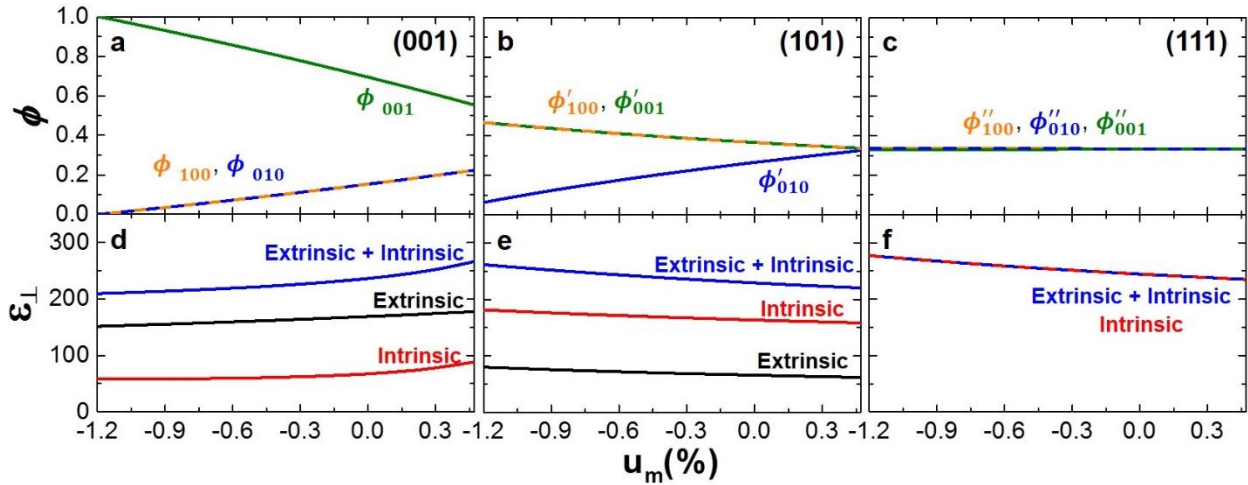 1.0
a
(001)
b
(101)
c
(111)
0.8
ϕ 001
ϕ′100, ϕ′001
ϕ′′100, ϕ′′010, ϕ′′001
0.6
ϕ
0.4
ϕ 100, ϕ 010
ϕ′010
0.2
0.0
300
d
e
f
Extrinsic + Intrinsic
Extrinsic + Intrinsic
200
Extrinsic
Intrinsic
Extrinsic + Intrinsic
Intrinsic
ε⊥
100
Intrinsic
Extrinsic
0
-1.2 -0.9 -0.6 -0.3 0.0 0.3 -1.2 -0.9 -0.6 -0.3 0.0 0.3 -1.2 -0.9 -0.6 -0.3 0.0 0.3
um(%)